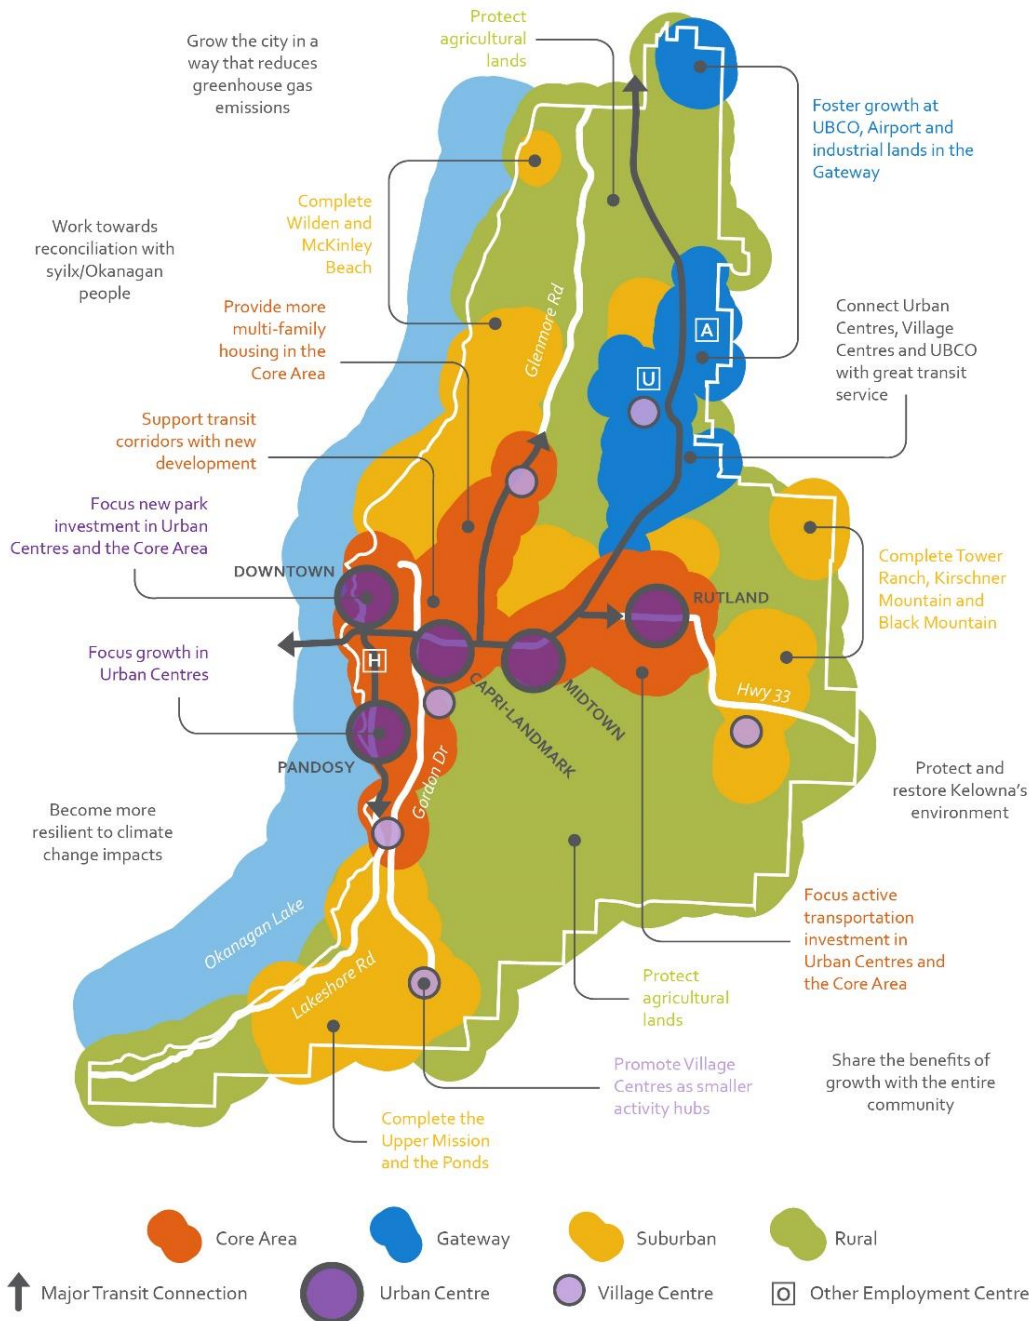 Protect
agricultural
lands
Grow the city in a
way that reduces
greenhouse gas
emissions
Foster growth at
UBCO, Airport and
industrial lands in the
Gateway
Complete
Wilden and
McKinley
Beach
Work towards
reconciliation with
syilx/Okanagan
people
Provide more
multi-family
housing in the
Core Area
Glenmore Rd
A
Connect Urban
Centres, Village
Centres and UBCO
with great transit
service
U
Support transit
corridors with new
development
Focus new park
investment in Urban
Centres and the Core Area
DOWNTOWN
RUTLAND
Complete Tower
Ranch, Kirschner
Mountain and
Black Mountain
Focus growth in
Urban Centres
H
CAPRI-LANDMARK
MIDTOWN
Hwy 33
PANDOSY
Gordon Dr
Protect and
restore Kelowna's
environment
Become more
resilient to climate
change impacts
Okanagan Lake
Lakeshore Rd
Focus active
transportation
investment in
Urban Centres and
the Core Area
Protect
agricultural
lands
Promote Village
Centres as smaller
activity hubs
Share the benefits of
growth with the entire
community
Complete the
Upper Mission
and the Ponds
Core Area
Gateway
Suburban
Rural
Major Transit Connection
Urban Centre
Village Centre
O Other Employment Centre